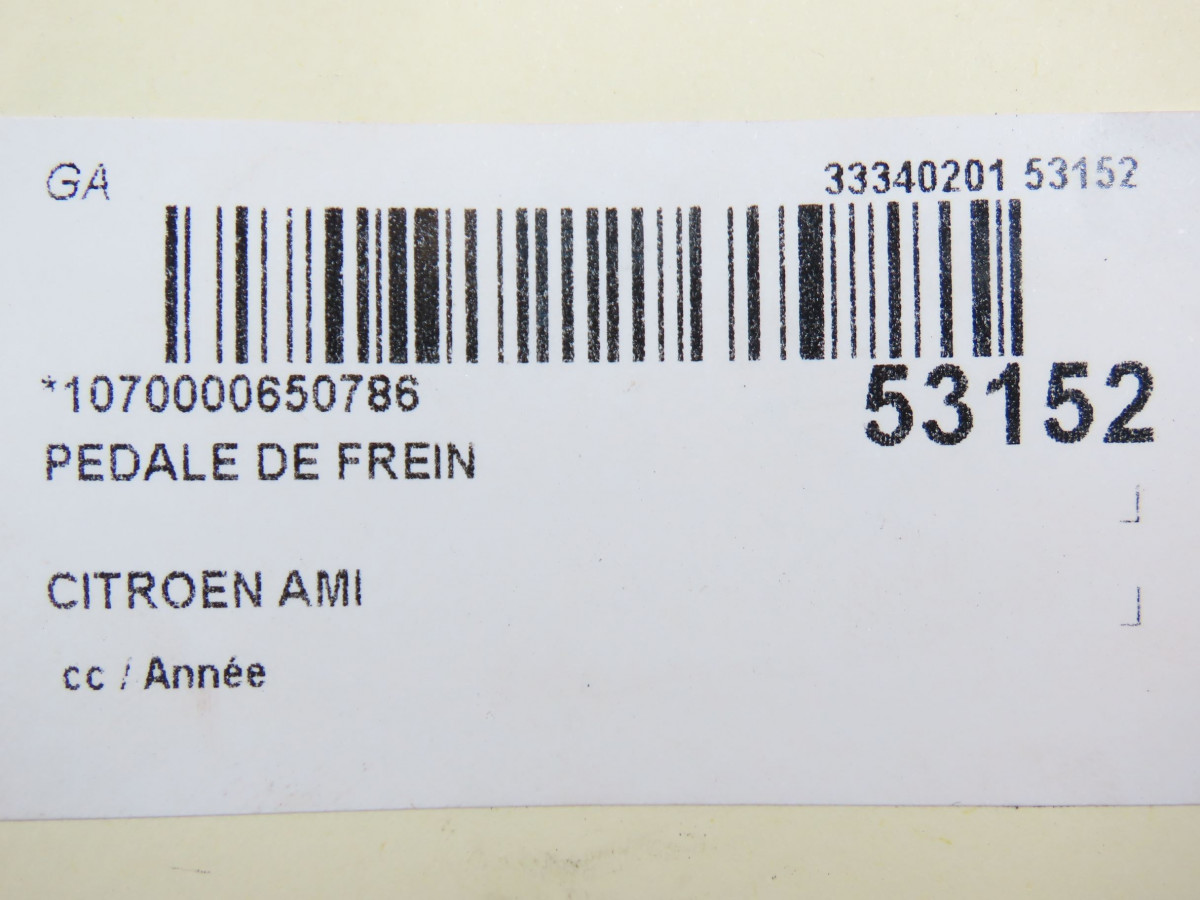 GA
33340201 53152
*1070000650786
53152
PEDALE DE FREIN
CITROEN AMI
cc / Année